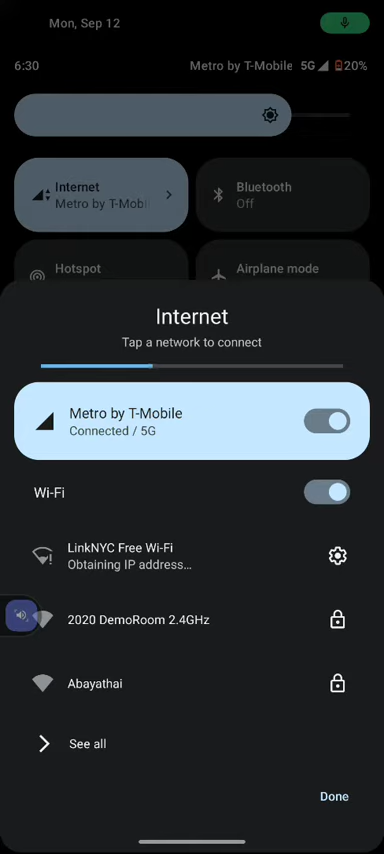 Mon, Sep 12
6:30
Metro by T-Mobile 5G 20%
Internet
Metro by T-Mobi
Bluetooth
Off
Hotspot
Airplane mode
Internet
Tap a network to connect
Metro by T-Mobile
Connected / 5G
Wi-Fi
LinkNYC Free Wi-Fi
Obtaining IP address...
2020 DemoRoom 2.4GHz
Abayathai
See all
Done